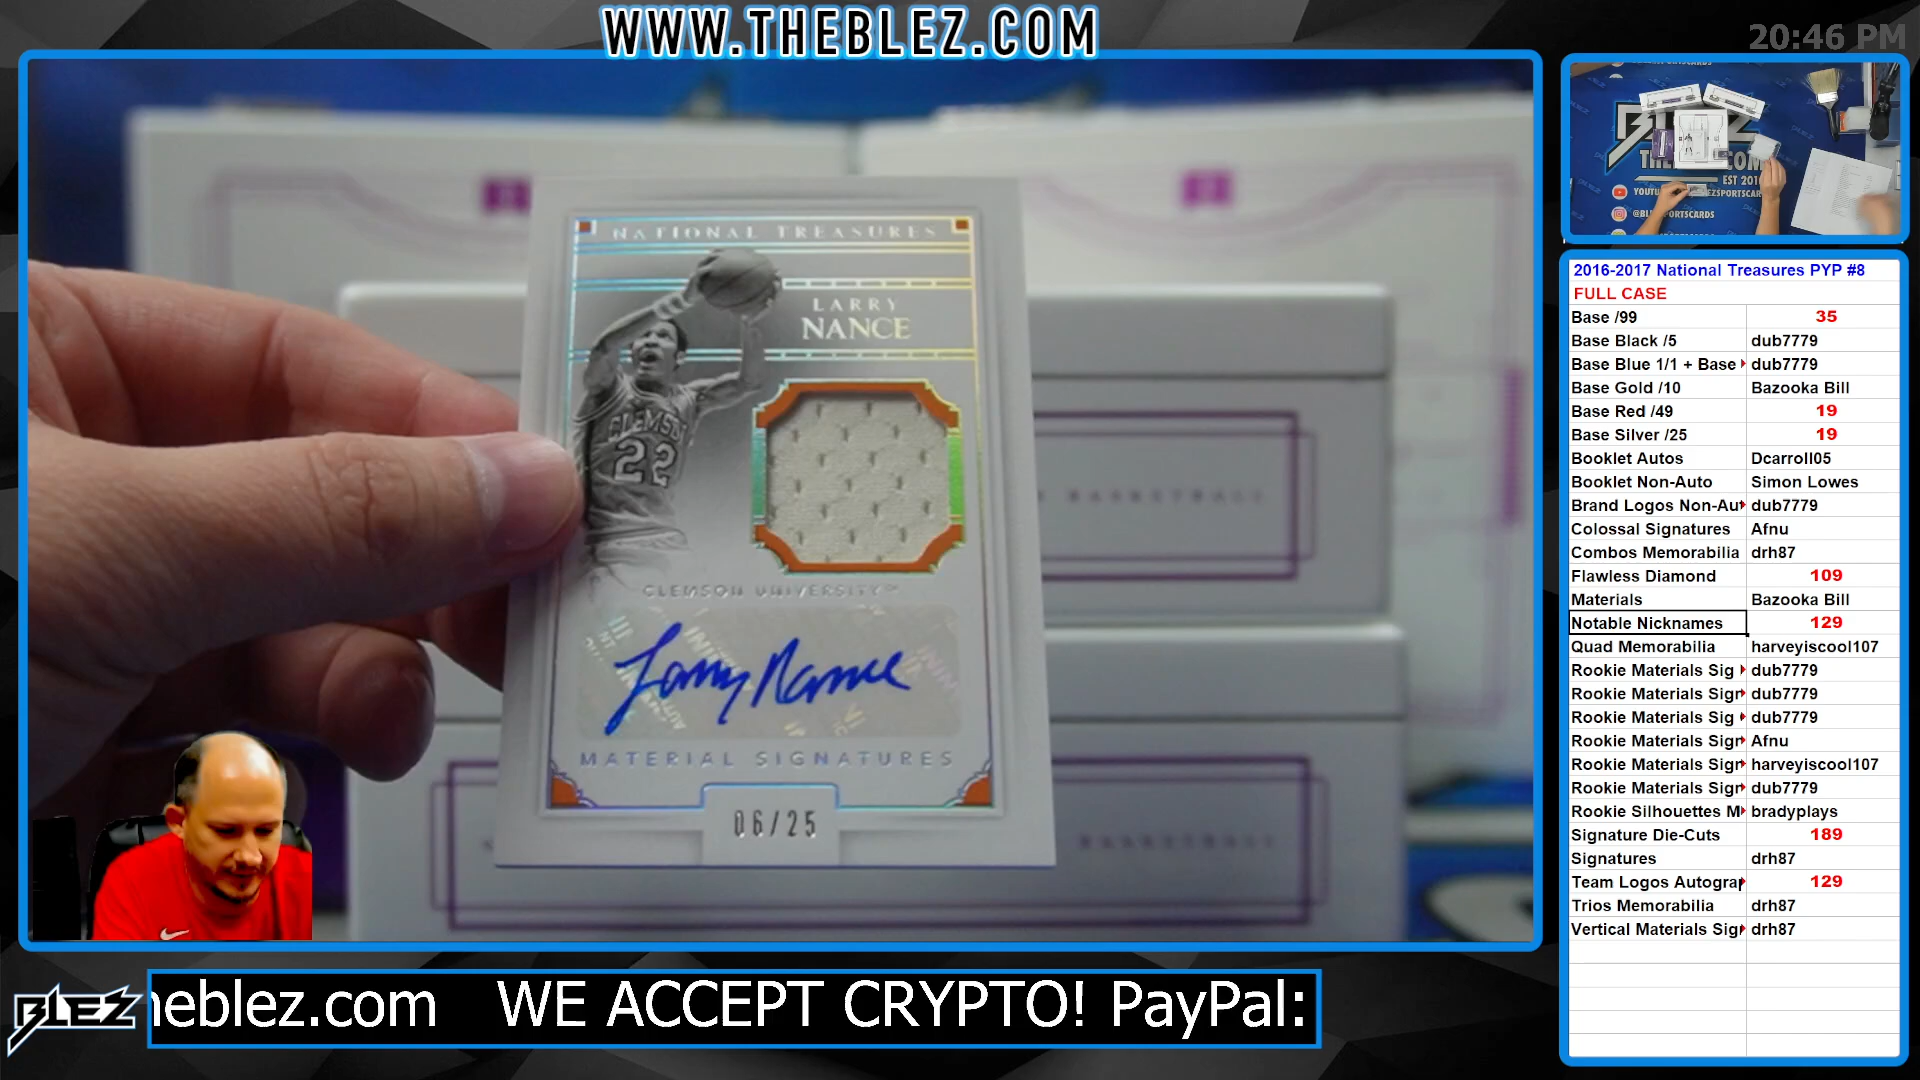 WWW.THEBLEZ.COM
20:46 PM
NATIONAL TREASURES
LARRY
NANCE
CLEMSON
22
CLEMSON UNIVERSITY™
Larry Nance
MATERIAL SIGNATURES
06/25
BASKETBALL
BASKETBALL
EST 201
@BL
2016-2017 National Treasures PYP #8
FULL CASE
Base /99 35
Base Black /5 dub7779
Base Blue 1/1 + Base dub7779
Base Gold /10 Bazooka Bill
Base Red /49 19
Base Silver /25 19
Booklet Autos Dcarroll05
Booklet Non-Auto Simon Lowes
Brand Logos Non-Au dub7779
Colossal Signatures Afnu
Combos Memorabilia drh87
Flawless Diamond 109
Materials Bazooka Bill
Notable Nicknames 129
Quad Memorabilia harveyiscool107
Rookie Materials Sig dub7779
Rookie Materials Sign dub7779
Rookie Materials Sig dub7779
Rookie Materials Sign Afnu
Rookie Materials Sign harveyiscool107
Rookie Materials Sign dub7779
Rookie Silhouettes M bradyplays
Signature Die-Cuts 189
Signatures drh87
Team Logos Autograp 129
Trios Memorabilia drh87
Vertical Materials Sig drh87
BLEZ
heblez.com WE ACCEPT CRYPTO! PayPal: